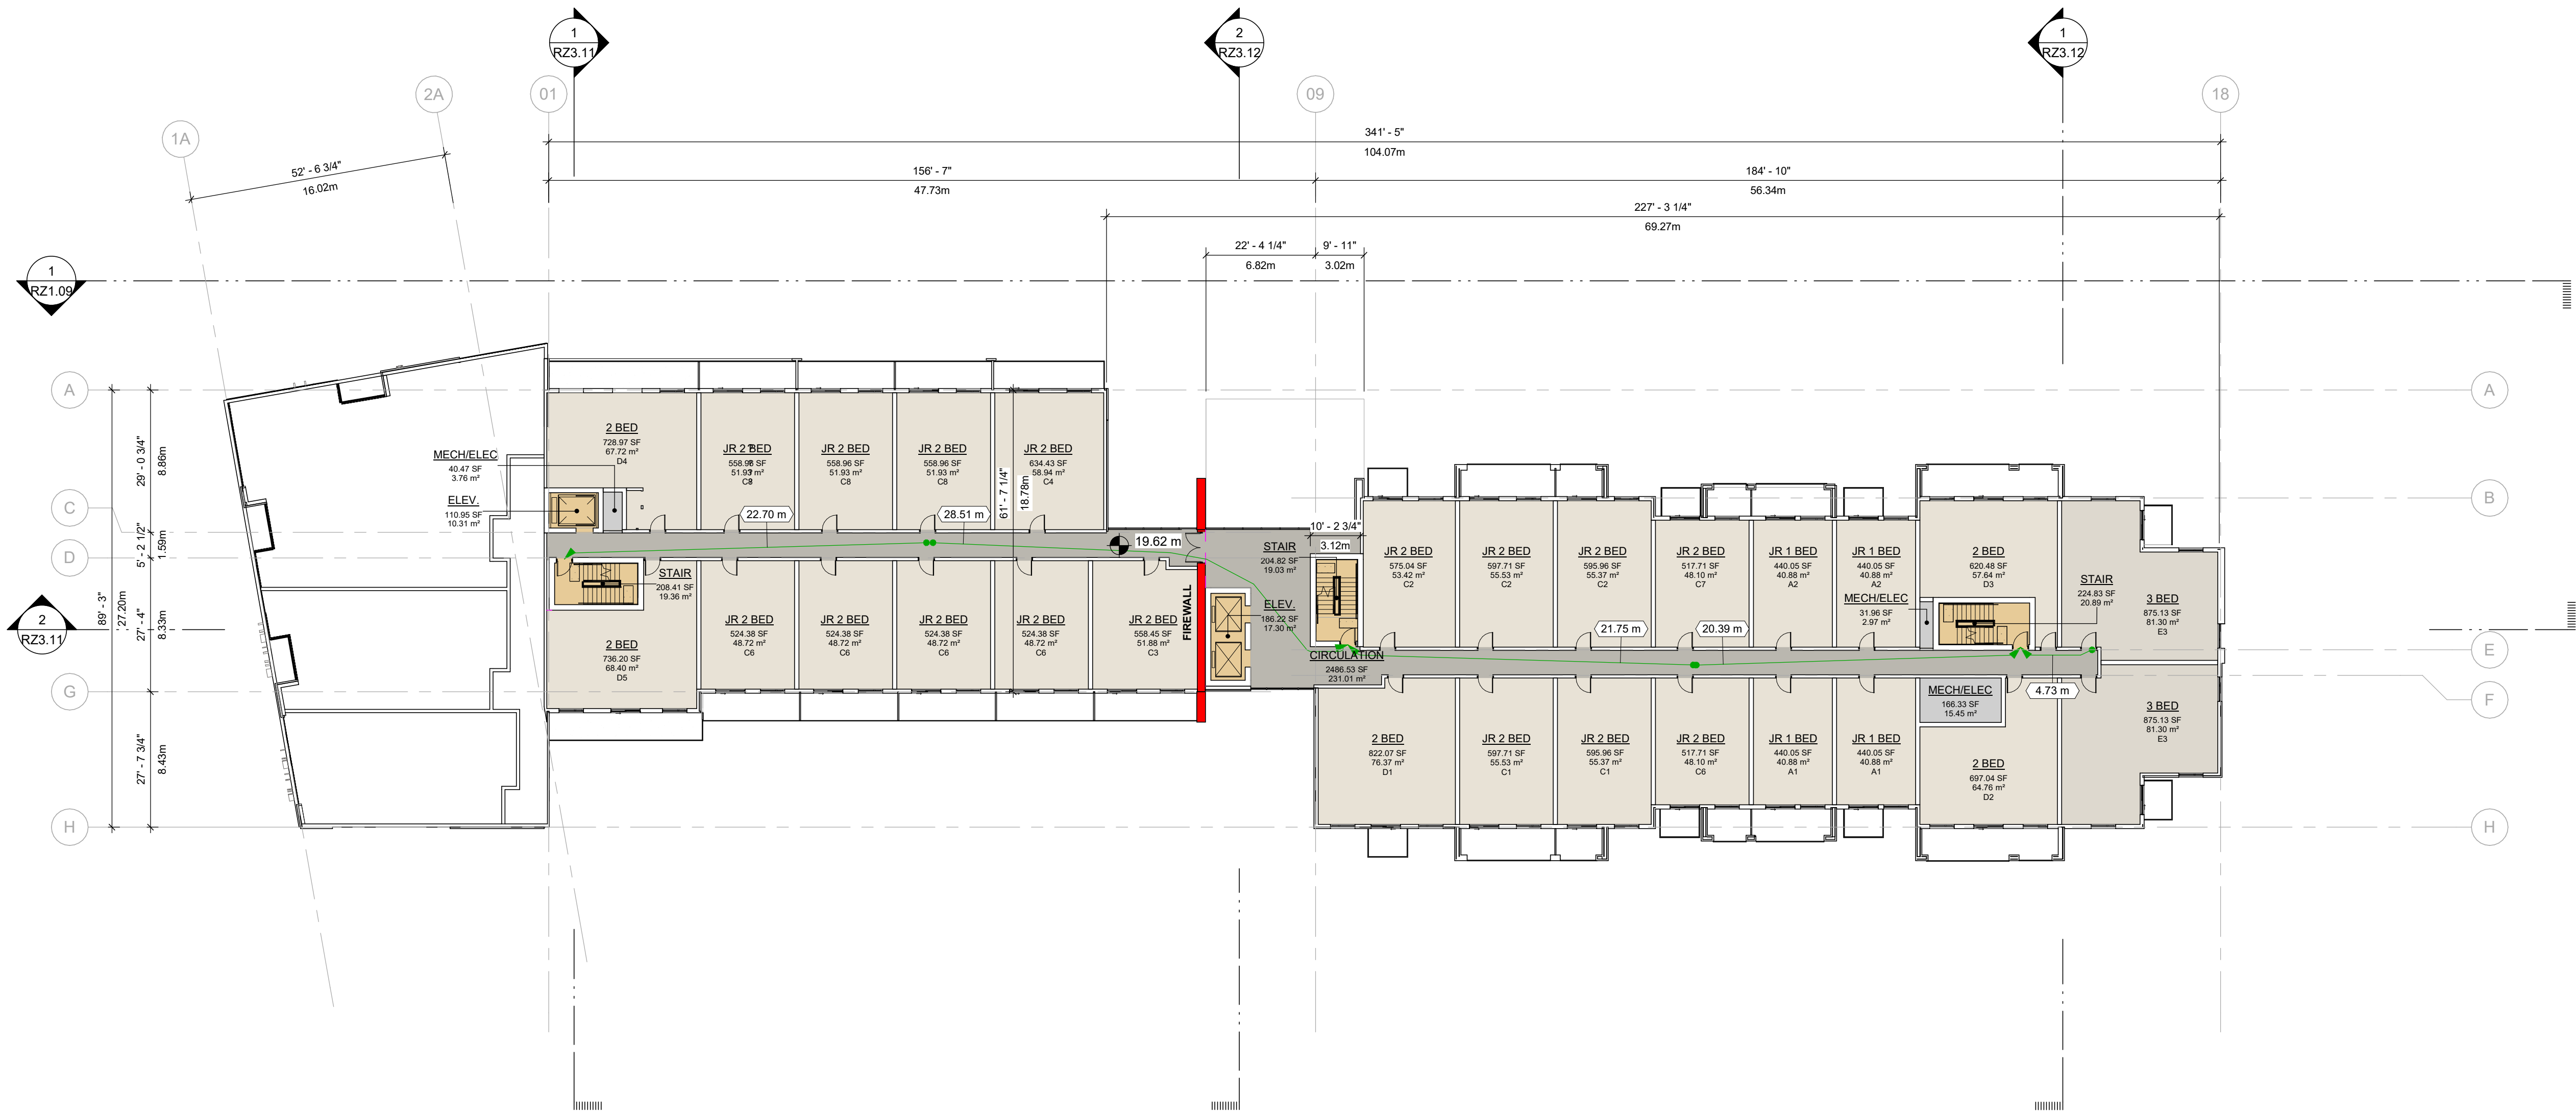 1
RZ3.11
2
RZ3.12
1
RZ3.12
1A
2A
01
09
18
341' - 5"
104.07m
52' - 6 3/4"
16.02m
156' - 7"
47.73m
184' - 10"
56.34m
227' - 3 1/4"
69.27m
22' - 4 1/4"
6.82m
9' - 11"
3.02m
1
RZ1.09
A
A
C
B
D
E
G
F
H
H
2
RZ3.11
89' - 3"
27.20m
29' - 0 3/4"
8.86m
5' - 2 1/2"
1.59m
27' - 4"
8.33m
27' - 7 3/4"
8.43m
MECH/ELEC
40.47 SF
3.76 m²
ELEV.
110.95 SF
10.31 m²
2 BED
728.97 SF
67.72 m²
D4
JR 2 BED
558.96 SF
51.93 m²
JR 2 BED
558.96 SF
51.93 m²
C8
JR 2 BED
558.96 SF
51.93 m²
C8
JR 2 BED
634.43 SF
58.94 m²
C4
61' - 7 1/4"
18.78m
22.70 m
28.51 m
19.62 m
STAIR
208.41 SF
19.36 m²
2 BED
736.20 SF
68.40 m²
D5
JR 2 BED
524.38 SF
48.72 m²
C6
JR 2 BED
524.38 SF
48.72 m²
C6
JR 2 BED
524.38 SF
48.72 m²
C6
JR 2 BED
524.38 SF
48.72 m²
C6
JR 2 BED
558.45 SF
51.88 m²
C3
FIREWALL
STAIR
204.82 SF
19.03 m²
10' - 2 3/4"
3.12m
ELEV.
186.22 SF
17.30 m²
CIRCULATION
2486.53 SF
231.01 m²
JR 2 BED
575.04 SF
53.42 m²
C2
JR 2 BED
597.71 SF
55.53 m²
C2
JR 2 BED
595.96 SF
55.37 m²
C2
JR 2 BED
517.71 SF
48.10 m²
C7
JR 1 BED
440.05 SF
40.88 m²
A2
JR 1 BED
440.05 SF
40.88 m²
A2
MECH/ELEC
31.96 SF
2.97 m²
2 BED
620.48 SF
57.64 m²
D3
STAIR
224.83 SF
20.89 m²
3 BED
875.13 SF
81.30 m²
E3
21.75 m
20.39 m
4.73 m
2 BED
822.07 SF
76.37 m²
D1
JR 2 BED
597.71 SF
55.53 m²
C1
JR 2 BED
595.96 SF
55.37 m²
C1
JR 2 BED
517.71 SF
48.10 m²
C6
JR 1 BED
440.05 SF
40.88 m²
A1
JR 1 BED
440.05 SF
40.88 m²
A1
MECH/ELEC
166.33 SF
15.45 m²
2 BED
697.04 SF
64.76 m²
D2
3 BED
875.13 SF
81.30 m²
E3